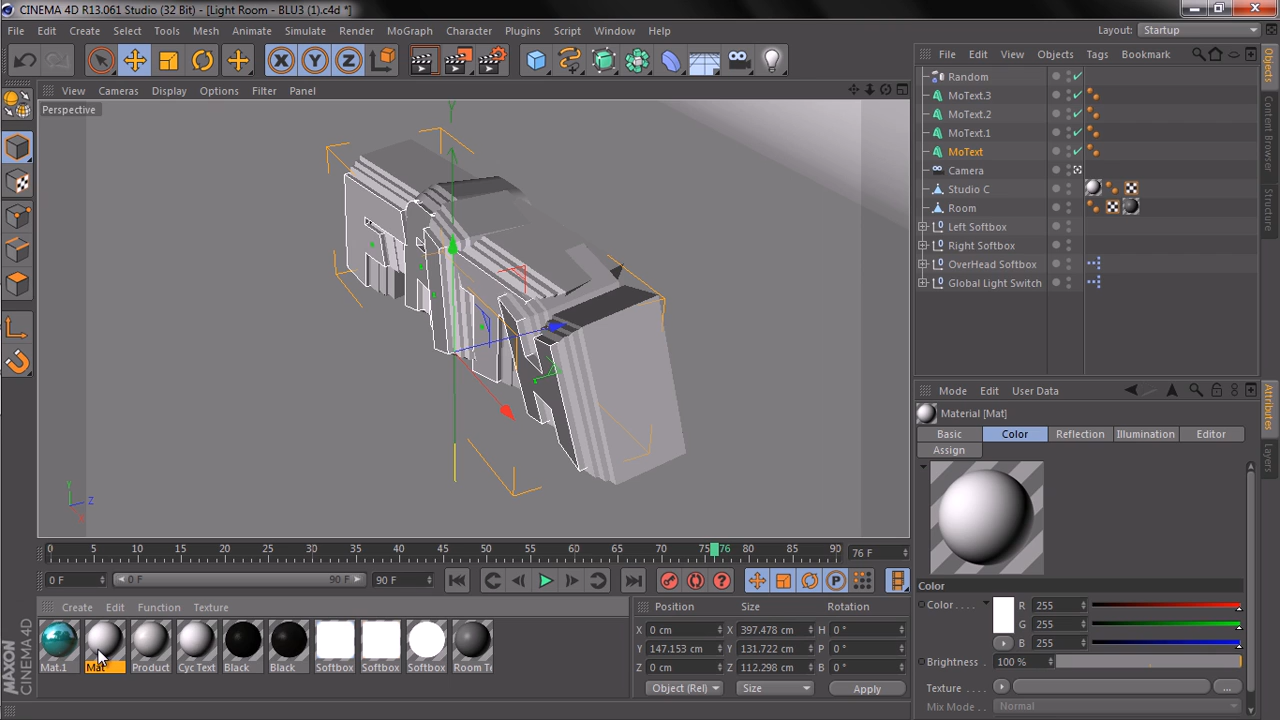 CINEMA 4D R13.061 Studio (32 Bit) - [Light Room - BLU3 (1).c4d *]
File Edit Create Select Tools Mesh Animate Simulate Render MoGraph Character Plugins Script Window Help
Layout: Startup
View Cameras Display Options Filter Panel
Perspective
File Edit View Objects Tags Bookmark
Random
MoText.3
MoText.2
MoText.1
MoText
Camera
Studio C
Room
Left Softbox
Right Softbox
OverHead Softbox
Global Light Switch
Objects
Content Browser
Structure
Mode Edit User Data
Material [Mat]
Basic Color Reflection Illumination Editor
Assign
Attributes
Layers
Color
Color . . . . R 255
G 255
B 255
Brightness . 100 %
Texture . . .
Mix Mode . . Normal
Y
Z
0 5 10 15 20 25 30 35 40 45 50 55 60 65 70 75 76 80 85 90 76 F
0 F 0 F 90 F 90 F
Create Edit Function Texture
Mat.1 Mat Product Cyc Text Black Black Softbox Softbox Softbox Room Te
Position Size Rotation
X 0 cm X 397.478 cm H 0 °
Y 147.153 cm Y 131.722 cm P 0 °
Z 0 cm Z 112.298 cm B 0 °
Object (Rel) Size Apply
MAXON CINEMA 4D